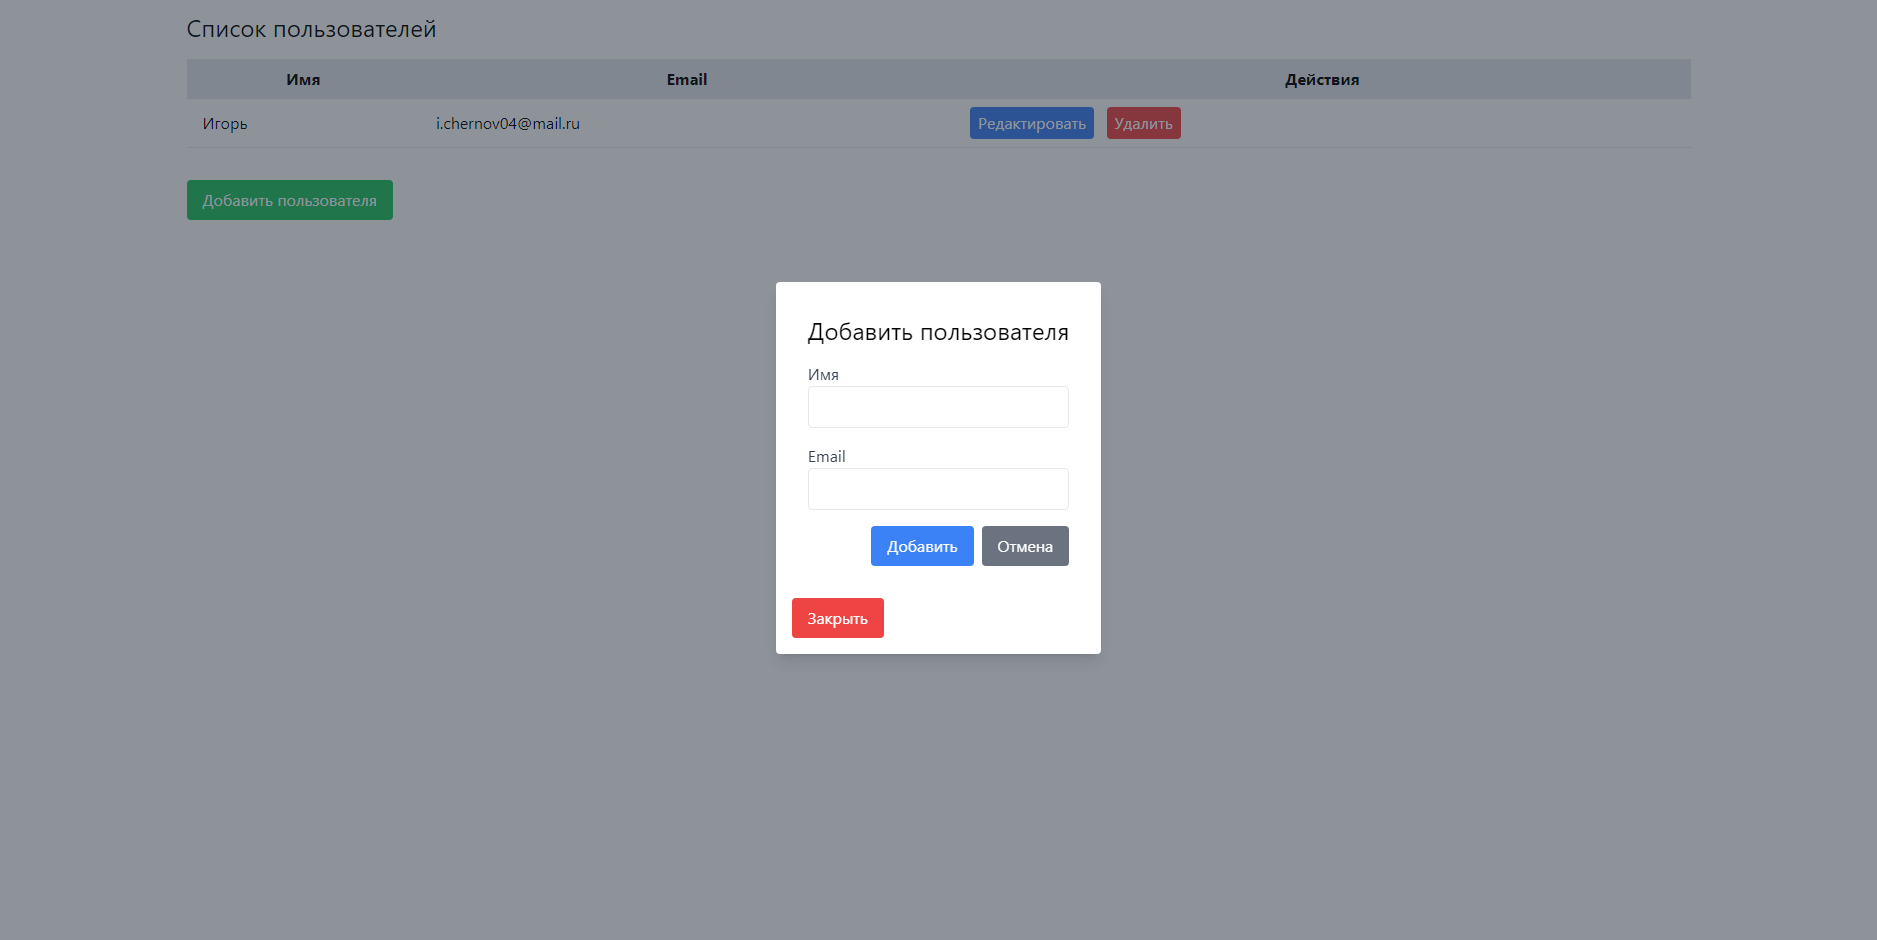 Список пользователей
Имя Email Действия
Игорь i.chernov04@mail.ru Редактировать Удалить
Добавить пользователя
Добавить пользователя
Имя
Email
Добавить Отмена
Закрыть